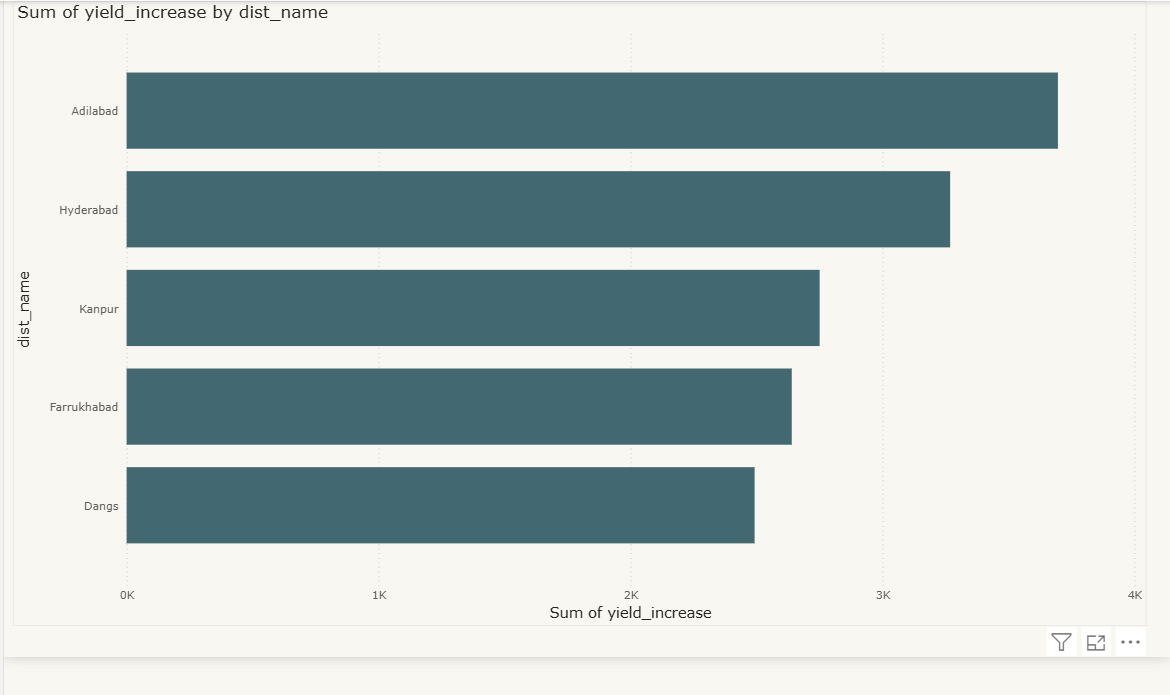 Sum of yield_increase by dist_name
Adilabad
Hyderabad
Kanpur
Farrukhabad
Dangs
dist_name
0K 1K 2K 3K 4K
Sum of yield_increase